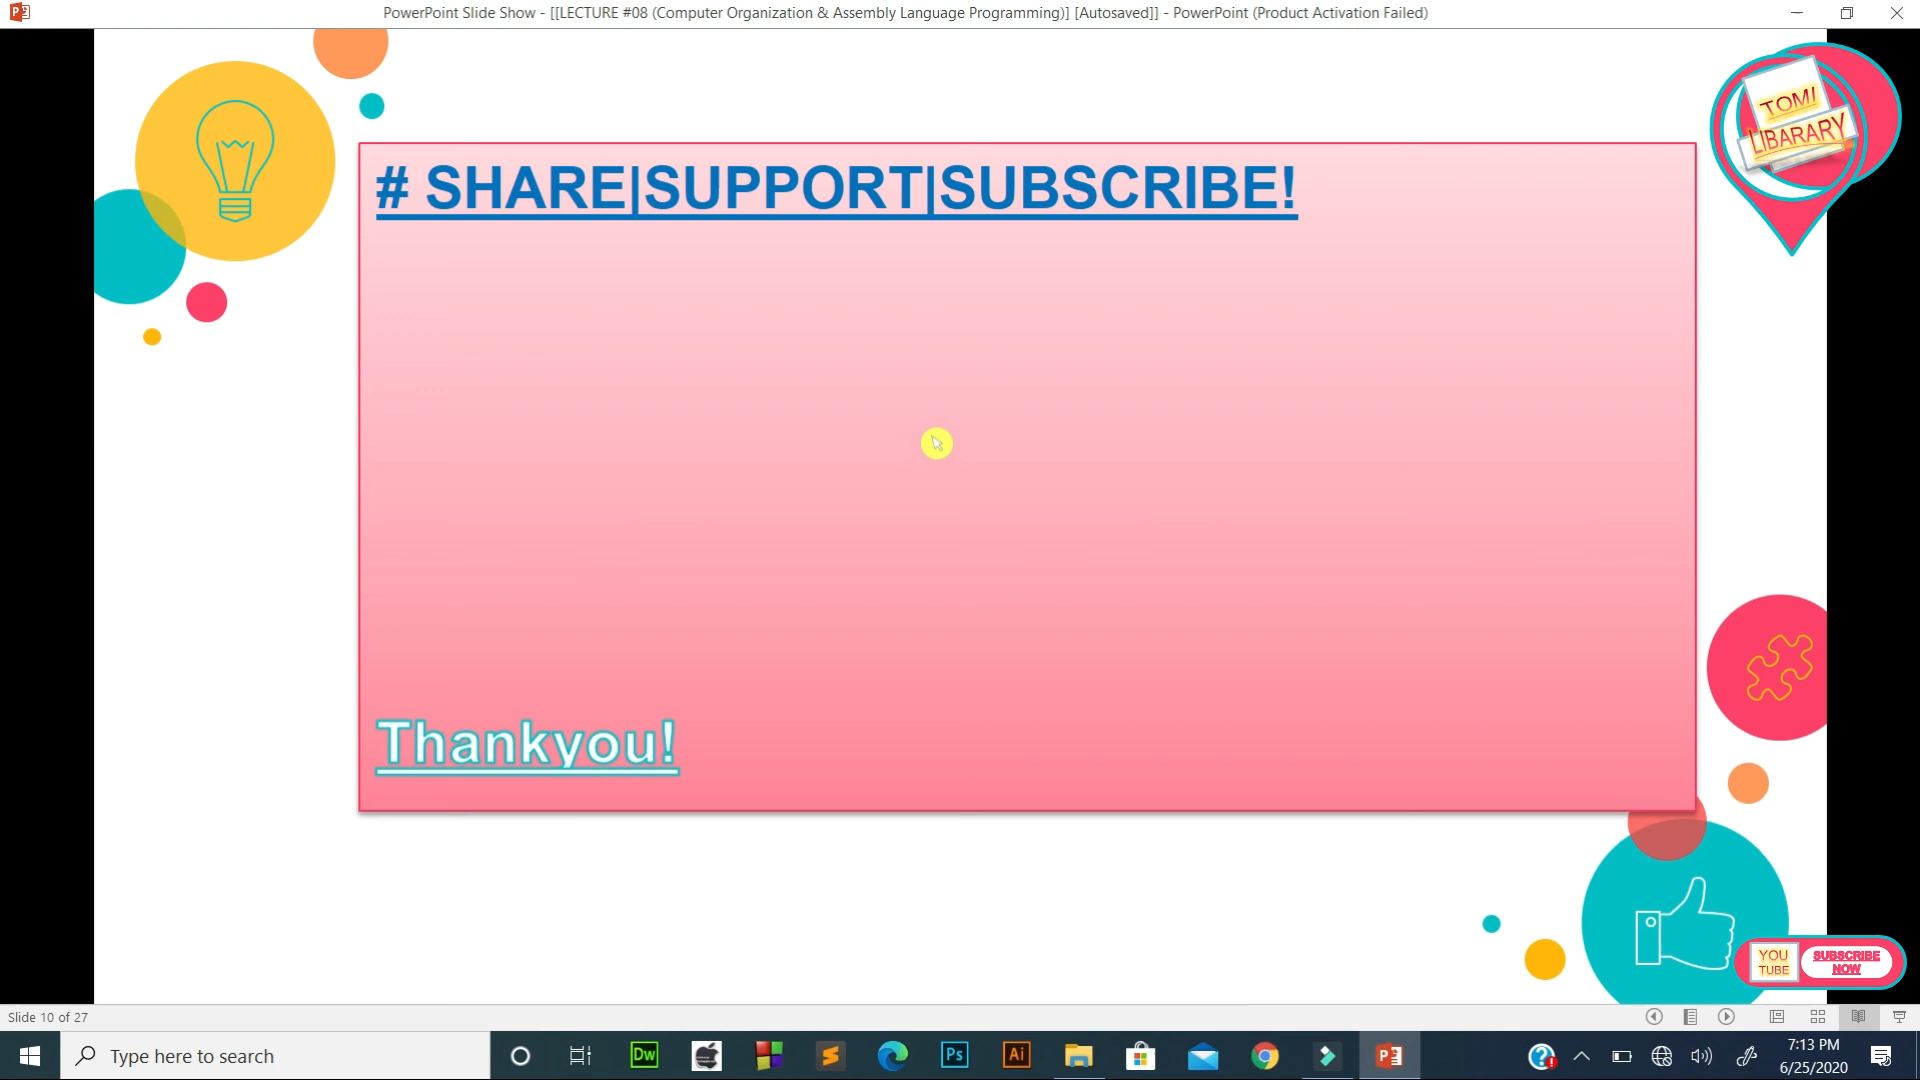 PowerPoint Slide Show - [[LECTURE #08 (Computer Organization & Assembly Language Programming)] [Autosaved]] - PowerPoint (Product Activation Failed)
TOMI
LIBARARY
# SHARE|SUPPORT|SUBSCRIBE!
Thankyou!
YOU
TUBE
SUBSCRIBE
NOW
Slide 10 of 27
Type here to search
Dw
Ps
Ai
7:13 PM
6/25/2020